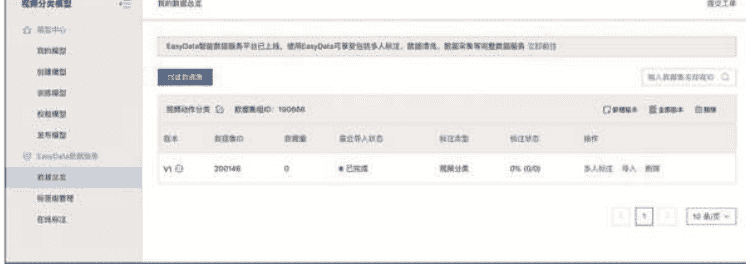 视频分类模型
我的数据总览
提交工单
模型中心
我的模型
创建模型
训练模型
校验模型
发布模型
EasyData数据服务
数据总览
标签组管理
在线标注
EasyData智能数据服务平台已上线，使用EasyData可享受包括多人标注、数据清洗、数据采集等完整数据服务 立即前往
创建数据集
输入数据集名称或ID
视频动作分类 数据集组ID：190686
新增版本 全部版本 删除
版本 数据集ID 数据量 最近导入状态 标注类型 标注状态 操作
V1 200146 0 已完成 视频分类 0% (0/0) 多人标注 导入 删除
1 10 条/页